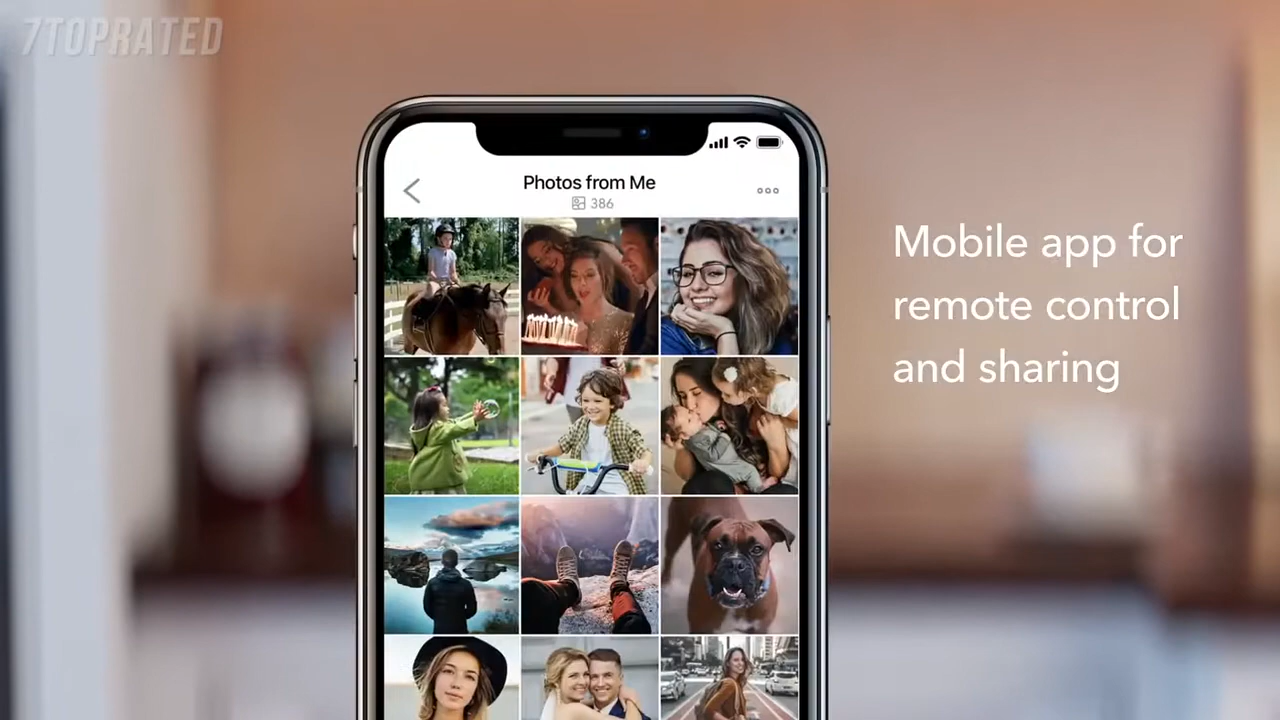 7TOPRATED
Photos from Me
386
Mobile app for
remote control
and sharing